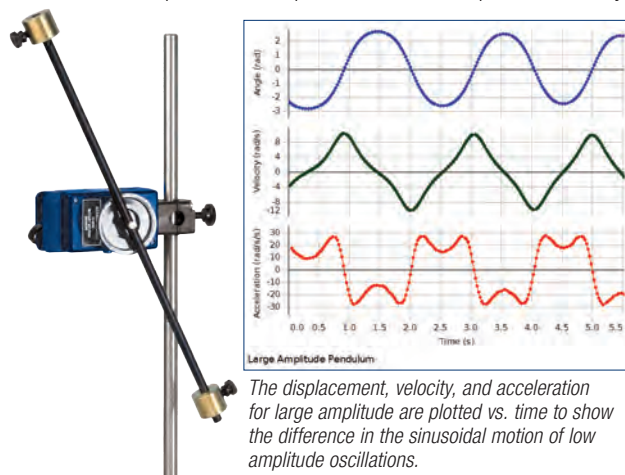 Angle (rad)
2
1
0
-1
-2
-3
Velocity (rad/s)
8
4
0
-4
-8
-12
Acceleration (rad/s/s)
30
20
10
0
-10
-20
-30
0.0 0.5 1.0 1.5 2.0 2.5 3.0 3.5 4.0 4.5 5.0 5.5
Time (s)
Large Amplitude Pendulum
The displacement, velocity, and acceleration
for large amplitude are plotted vs. time to show
the difference in the sinusoidal motion of low
amplitude oscillations.